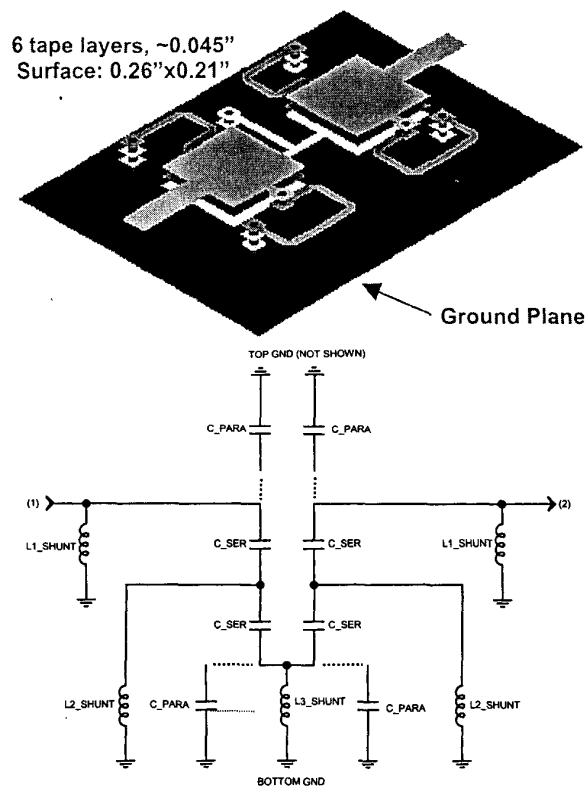 6 tape layers, ~0.045”
Surface: 0.26”x0.21”
Ground Plane
TOP GND (NOT SHOWN)
C_PARA C_PARA
(1) (2)
L1_SHUNT C_SER C_SER L1_SHUNT
C_SER C_SER
L2_SHUNT C_PARA L3_SHUNT C_PARA L2_SHUNT
BOTTOM GND